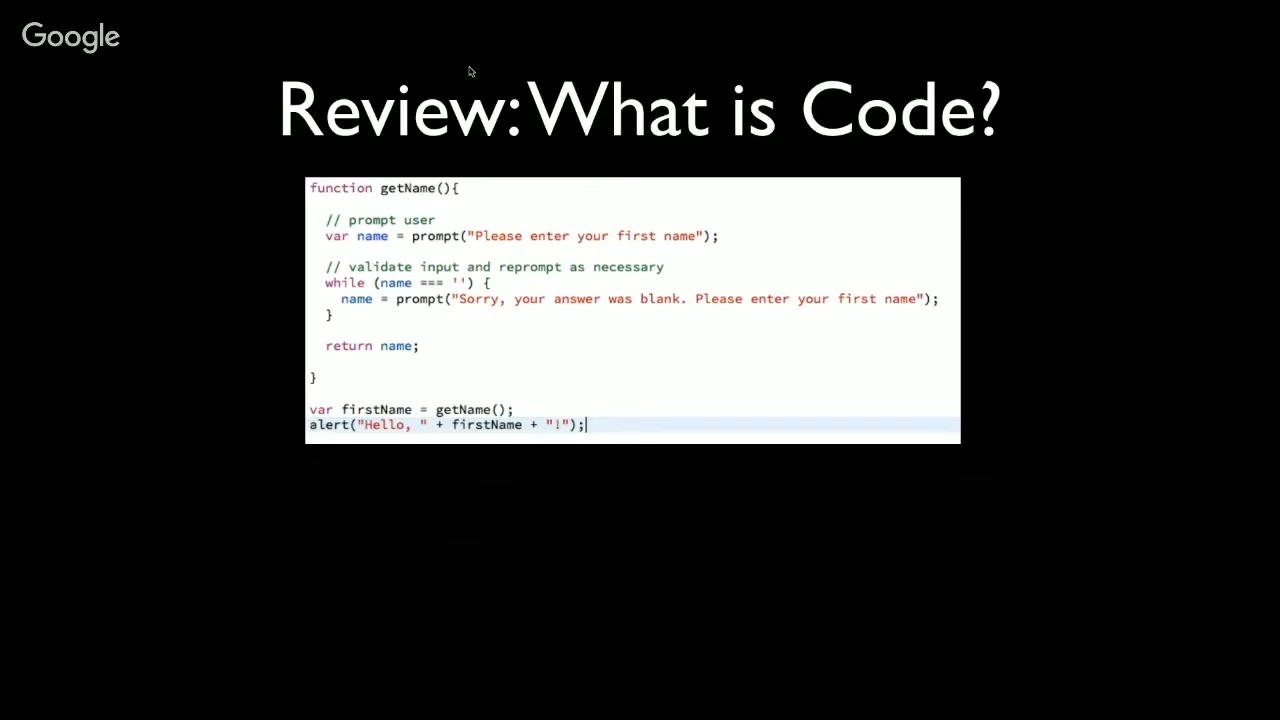 Google
Review: What is Code?
function getName(){
// prompt user
var name = prompt("Please enter your first name");
// validate input and reprompt as necessary
while (name === '') {
name = prompt("Sorry, your answer was blank. Please enter your first name");
}
return name;
}
var firstName = getName();
alert("Hello, " + firstName + "!");